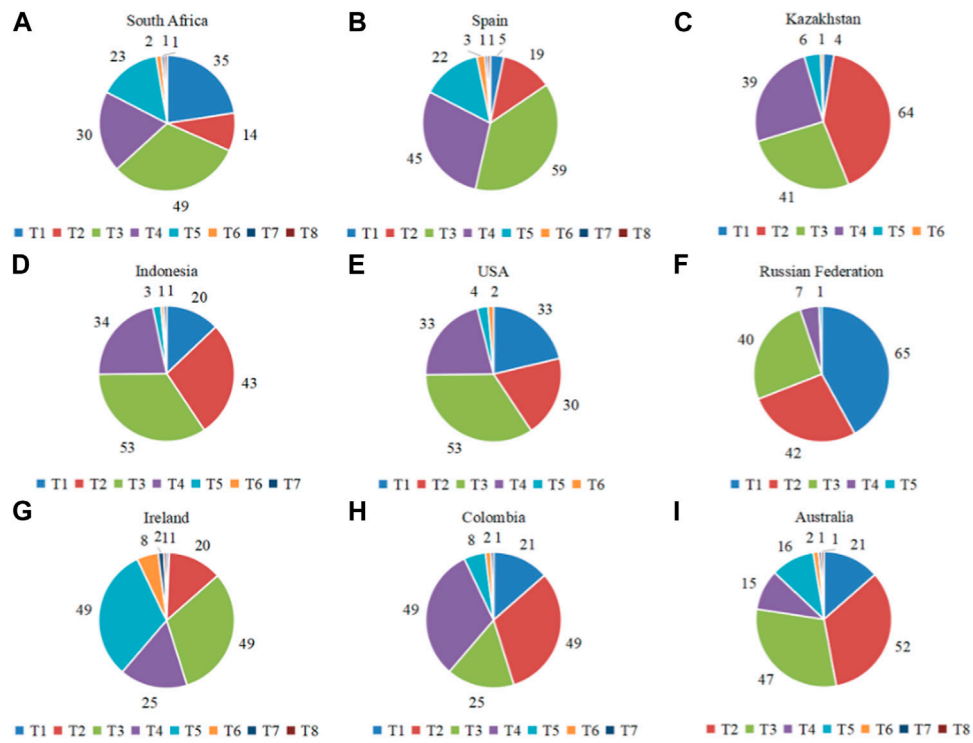 A
South Africa
23 2 1 1 35
30 14
49
T1 T2 T3 T4 T5 T6 T7 T8
B
Spain
22 3 1 1 5 19
45 59
T1 T2 T3 T4 T5 T6 T7 T8
C
Kazakhstan
6 1 4
39 64
41
T1 T2 T3 T4 T5 T6
D
Indonesia
3 1 1 20
34 43
53
T1 T2 T3 T4 T5 T6 T7
E
USA
4 2 33
33 30
53
T1 T2 T3 T4 T5 T6
F
Russian Federation
7 1
40 65
42
T1 T2 T3 T4 T5
G
Ireland
8 2 1 1 20
49 49
25
T1 T2 T3 T4 T5 T6 T7 T8
H
Colombia
8 2 1 21
49 49
25
T1 T2 T3 T4 T5 T6 T7
I
Australia
16 2 1 1 21
15 52
47
T2 T3 T4 T5 T6 T7 T8